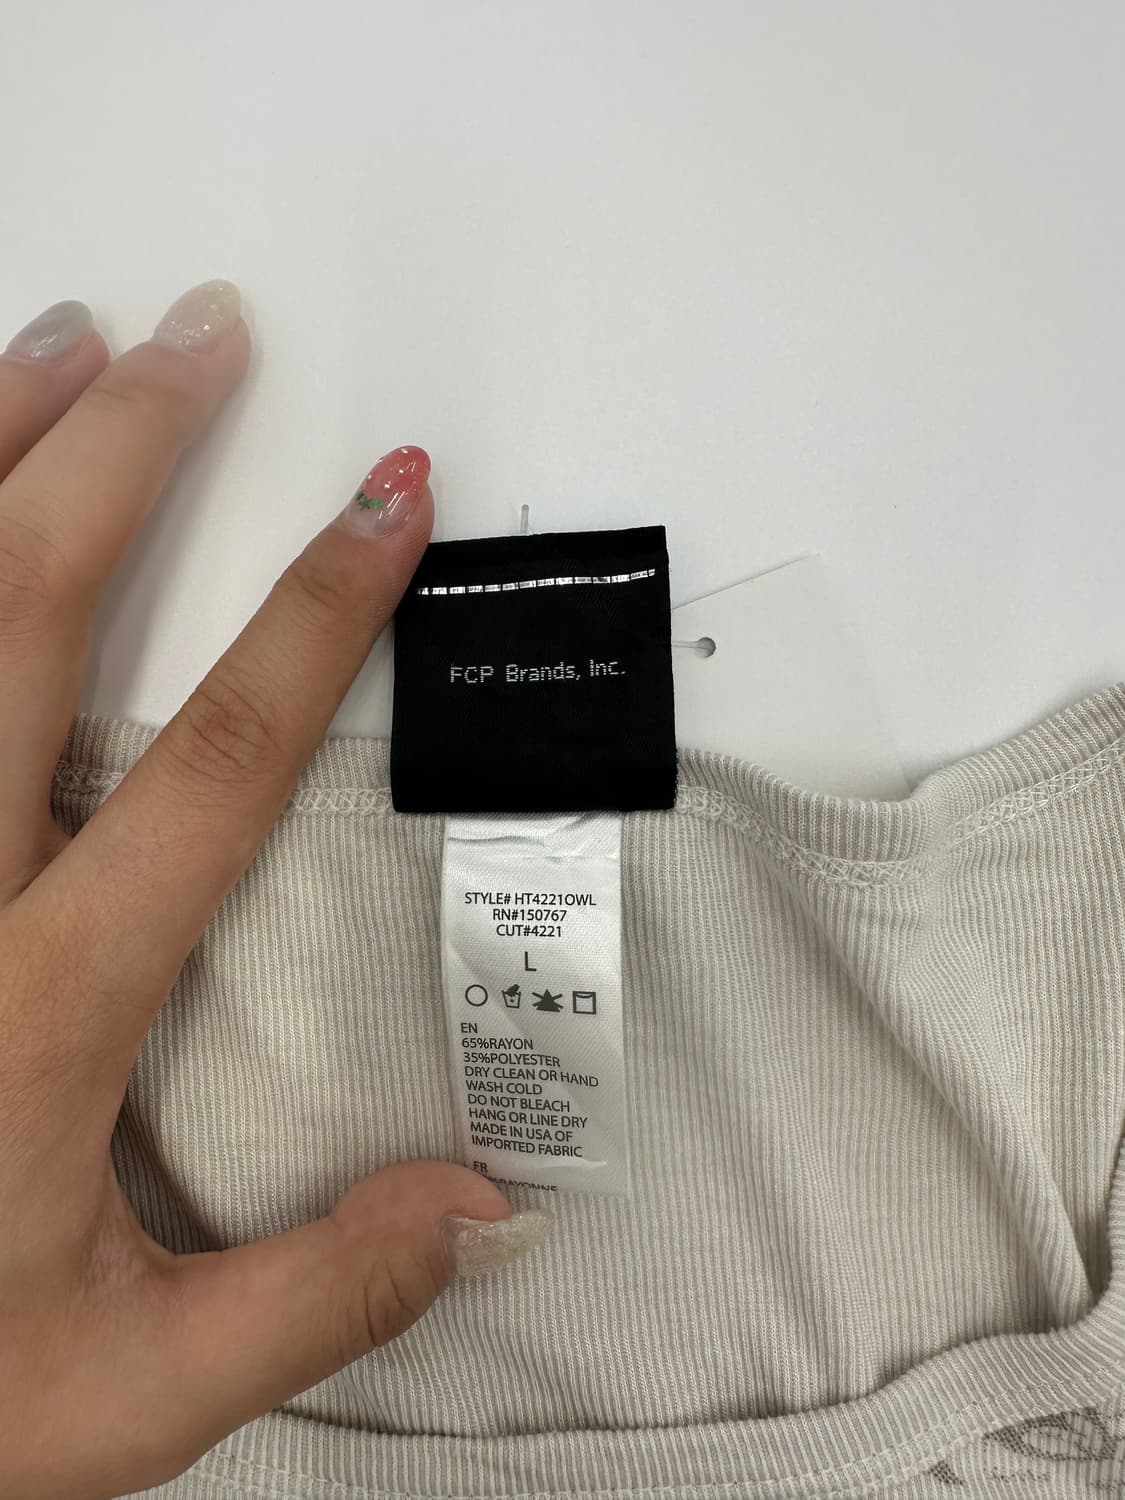 FCP Brands, Inc.
STYLE# HT4221OWL
RN#150767
CUT#4221
L
EN
65%RAYON
35%POLYESTER
DRY CLEAN OR HAND
WASH COLD
DO NOT BLEACH
HANG OR LINE DRY
MADE IN USA OF
IMPORTED FABRIC
FR
RAYONNE